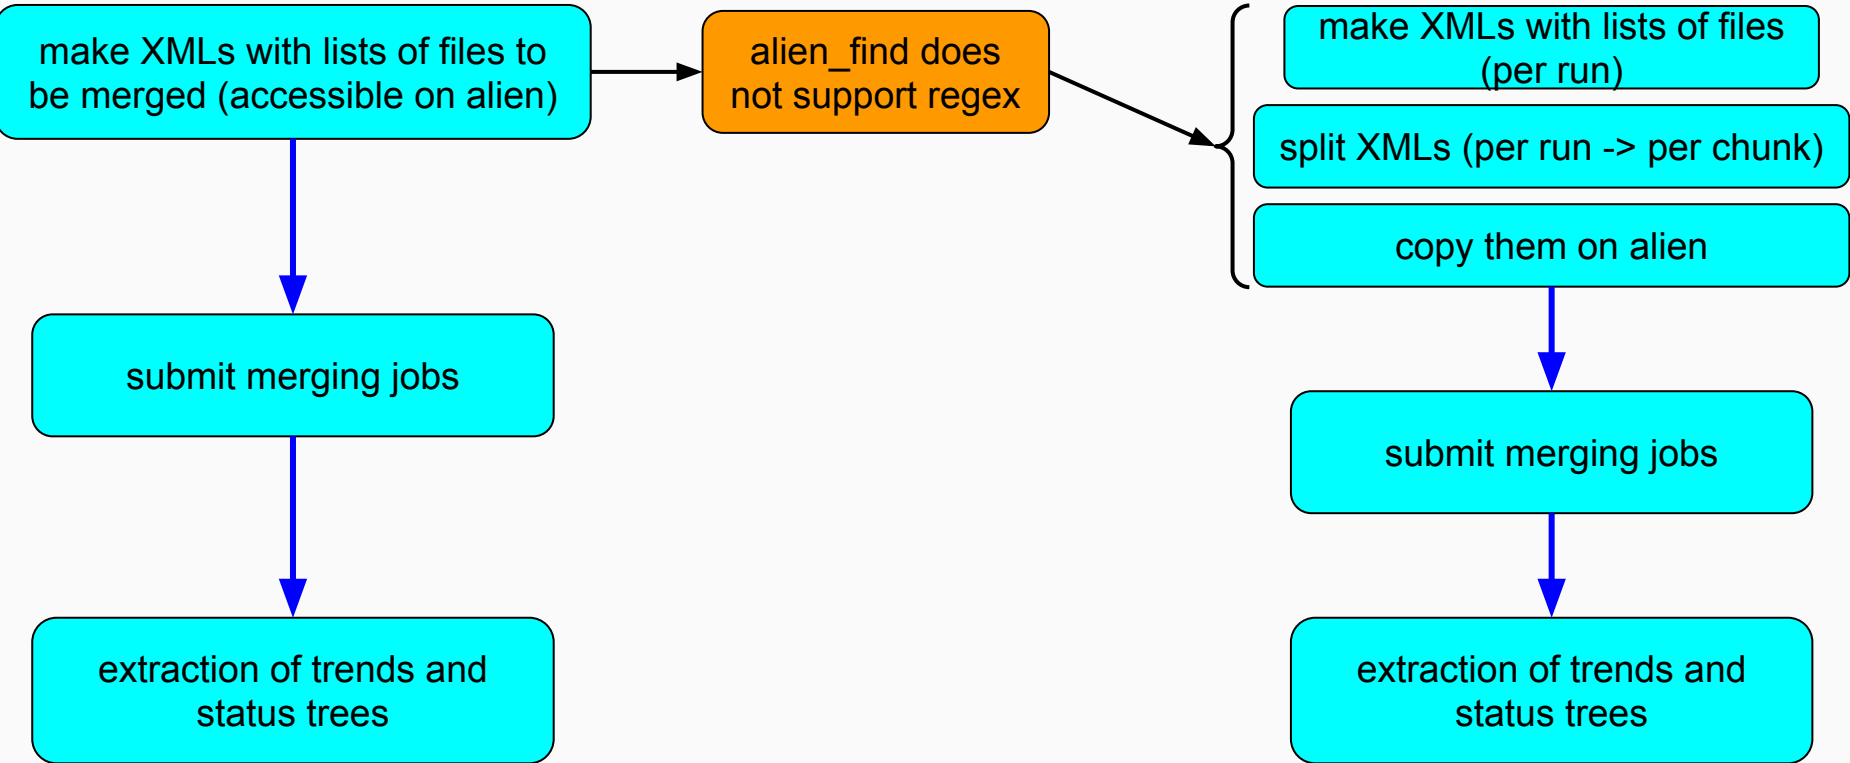 make XMLs with lists of files to
be merged (accessible on alien)
submit merging jobs
extraction of trends and
status trees
alien_find does
not support regex
make XMLs with lists of files
(per run)
split XMLs (per run -> per chunk)
copy them on alien
submit merging jobs
extraction of trends and
status trees